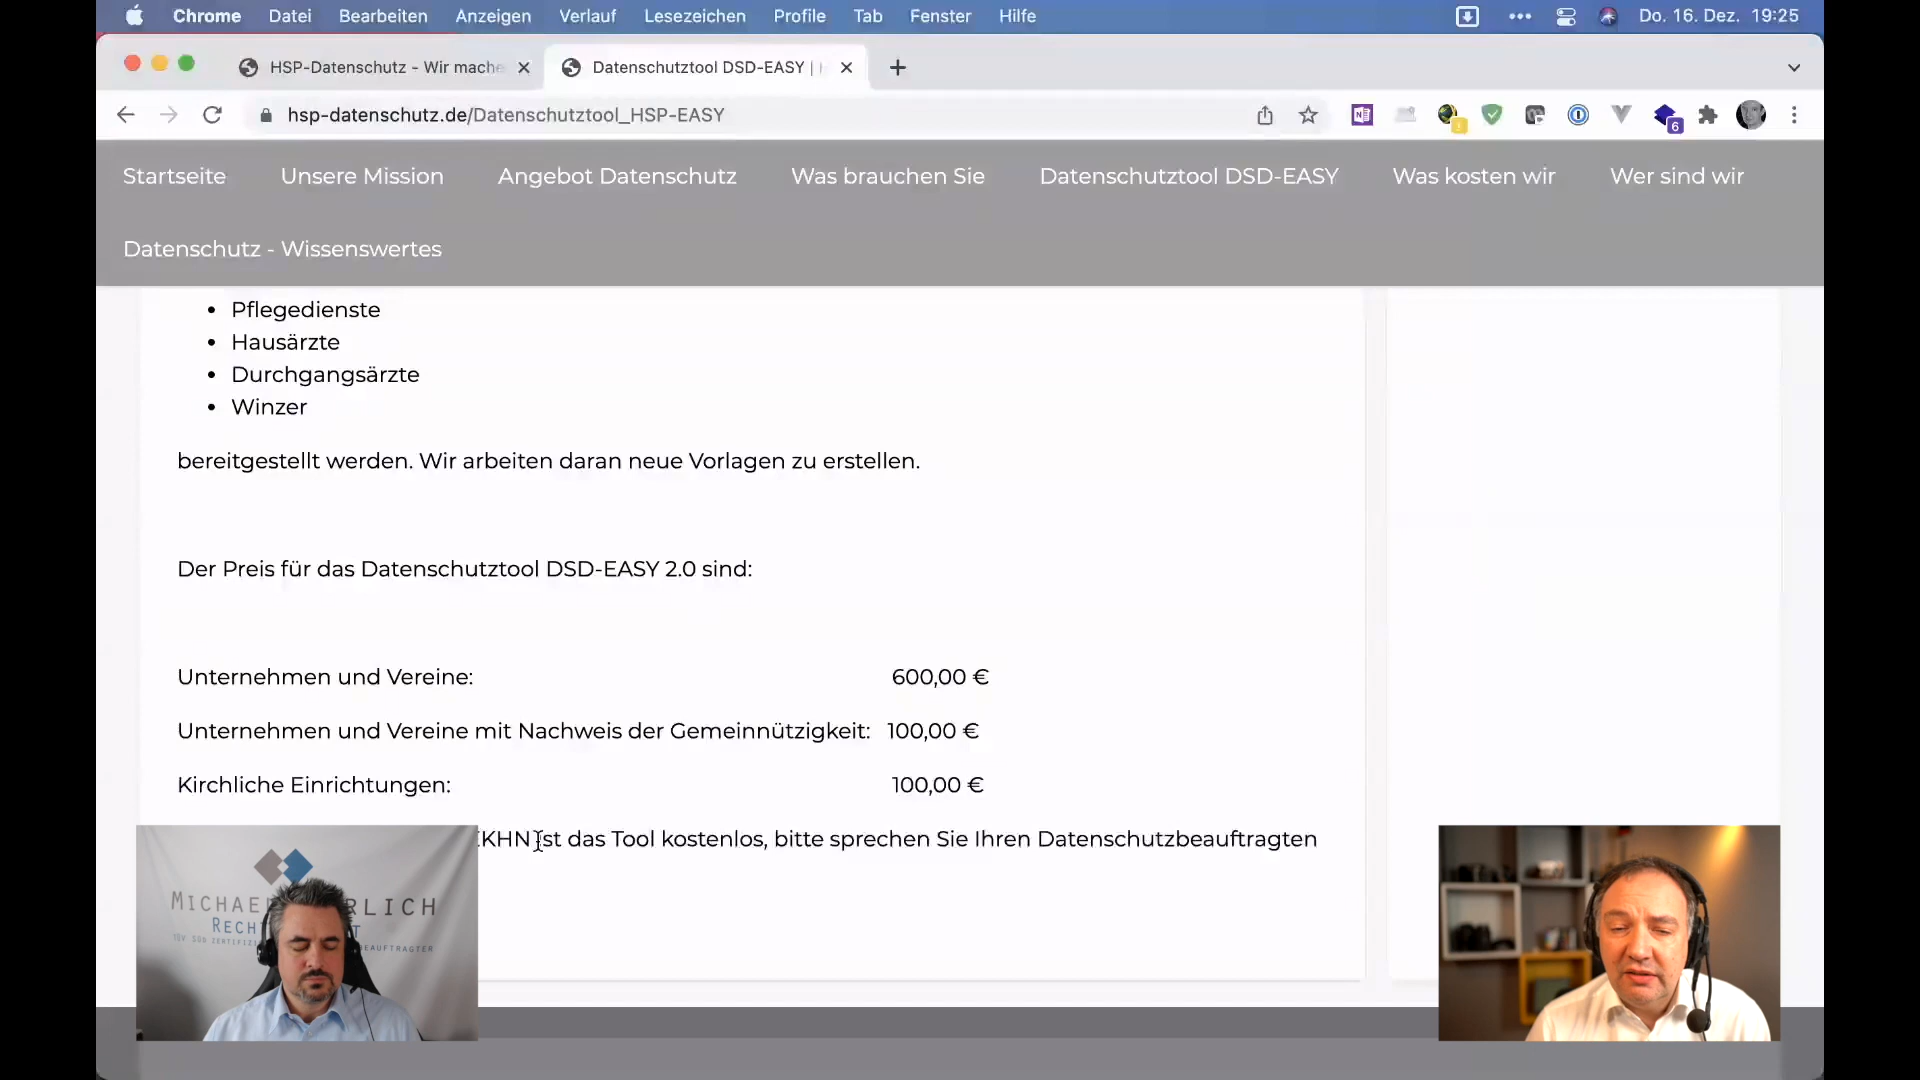 Chrome Datei Bearbeiten Anzeigen Verlauf Lesezeichen Profile Tab Fenster Hilfe Do. 16. Dez. 19:25
HSP-Datenschutz - Wir mache
Datenschutztool DSD-EASY |
hsp-datenschutz.de/Datenschutztool_HSP-EASY
6
Startseite Unsere Mission Angebot Datenschutz Was brauchen Sie Datenschutztool DSD-EASY Was kosten wir Wer sind wir
Datenschutz - Wissenswertes
• Pflegedienste
• Hausärzte
• Durchgangsärzte
• Winzer
bereitgestellt werden. Wir arbeiten daran neue Vorlagen zu erstellen.
Der Preis für das Datenschutztool DSD-EASY 2.0 sind:
Unternehmen und Vereine: 600,00 €
Unternehmen und Vereine mit Nachweis der Gemeinnützigkeit: 100,00 €
Kirchliche Einrichtungen: 100,00 €
EKHN ist das Tool kostenlos, bitte sprechen Sie Ihren Datenschutzbeauftragten